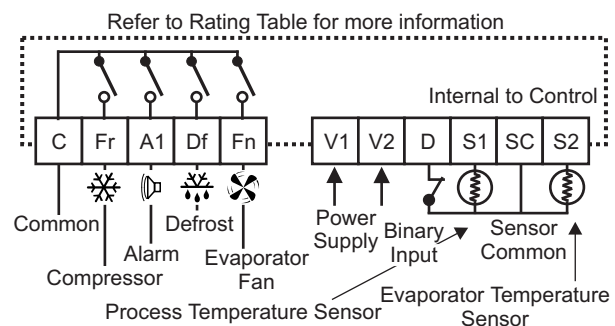 Refer to Rating Table for more information
Internal to Control
C Fr A1 Df Fn V1 V2 D S1 SC S2
Common
Compressor
Alarm
Defrost
Evaporator
Fan
Power
Supply
Binary
Input
Sensor
Common
Process Temperature Sensor
Evaporator Temperature
Sensor